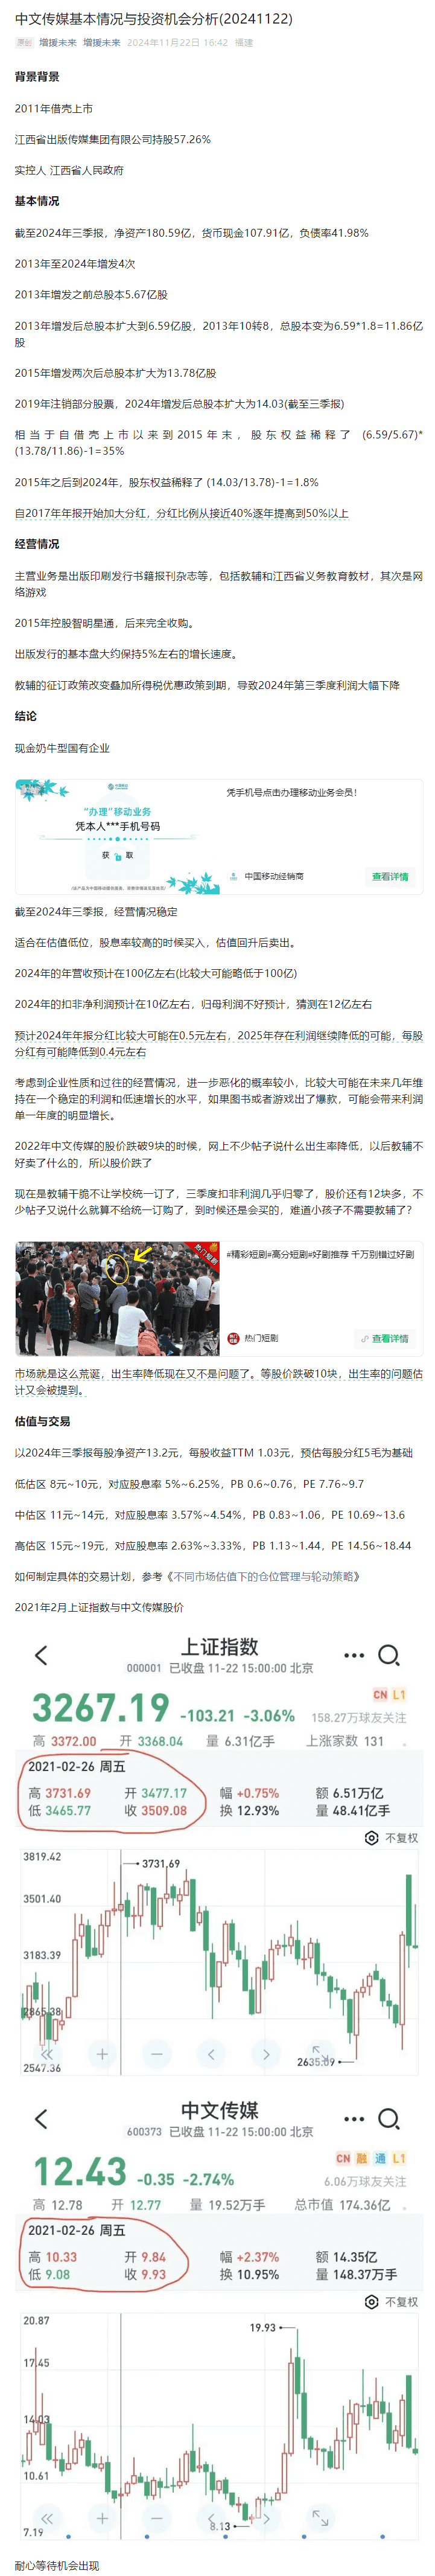 中文传媒基本情况与投资机会分析(20241122)
原创 增援未来 增援未来 2024年11月22日 16:42 福建
背景背景
2011年借壳上市
江西省出版传媒集团有限公司持股57.26%
实控人 江西省人民政府
基本情况
截至2024年三季报，净资产180.59亿，货币现金107.91亿，负债率41.98%
2013年至2024年增发4次
2013年增发之前总股本5.67亿股
2013年增发后总股本扩大到6.59亿股，2013年10转8，总股本变为6.59*1.8=11.86亿
股
2015年增发两次后总股本扩大为13.78亿股
2019年注销部分股票，2024年增发后总股本扩大为14.03(截至三季报)
相当于自借壳上市以来到2015年末，股东权益稀释了 (6.59/5.67)*
(13.78/11.86)-1=35%
2015年之后到2024年，股东权益稀释了 (14.03/13.78)-1=1.8%
自2017年年报开始加大分红，分红比例从接近40%逐年提高到50%以上
经营情况
主营业务是出版印刷发行书籍报刊杂志等，包括教辅和江西省义务教育教材，其次是网
络游戏
2015年控股智明星通，后来完全收购。
出版发行的基本盘大约保持5%左右的增长速度。
教辅的征订政策改变叠加所得税优惠政策到期，导致2024年第三季度利润大幅下降
结论
现金奶牛型国有企业
中国移动
“办理”移动业务
凭本人***手机号码
获 取
凭手机号点击办理移动业务会员！
中国移动经销商
查看详情
截至2024年三季报，经营情况稳定
适合在估值低位，股息率较高的时候买入，估值回升后卖出。
2024年的年营收预计在100亿左右(比较大可能略低于100亿)
2024年的扣非净利润预计在10亿左右，归母利润不好预计，猜测在12亿左右
预计2024年年报分红比较大可能在0.5元左右，2025年存在利润继续降低的可能，每股
分红有可能降低到0.4元左右
考虑到企业性质和过往的经营情况，进一步恶化的概率较小，比较大可能在未来几年维
持在一个稳定的利润和低速增长的水平，如果图书或者游戏出了爆款，可能会带来利润
单一年度的明显增长。
2022年中文传媒的股价跌破9块的时候，网上不少帖子说什么出生率降低，以后教辅不
好卖了什么的，所以股价跌了
现在是教辅干脆不让学校统一订了，三季度扣非利润几乎归零了，股价还有12块多，不
少帖子又说什么就算不给统一订购了，到时候还是会买的，难道小孩子不需要教辅了？
热门短剧
#精彩短剧#高分短剧#好剧推荐 千万别错过好剧
热门短剧
查看详情
市场就是这么荒诞，出生率降低现在又不是问题了。等股价跌破10块，出生率的问题估
计又会被提到。
估值与交易
以2024年三季报每股净资产13.2元，每股收益TTM 1.03元，预估每股分红5毛为基础
低估区 8元~10元，对应股息率 5%~6.25%，PB 0.6~0.76，PE 7.76~9.7
中估区 11元~14元，对应股息率 3.57%~4.54%，PB 0.83~1.06，PE 10.69~13.6
高估区 15元~19元，对应股息率 2.63%~3.33%，PB 1.13~1.44，PE 14.56~18.44
如何制定具体的交易计划，参考《不同市场估值下的仓位管理与轮动策略》
2021年2月上证指数与中文传媒股价
上证指数
000001 已收盘 11-22 15:00:00 北京
3267.19 -103.21 -3.06% CN L1
158.27万球友关注
高 3372.00 开 3368.04 量 6.31亿手 上涨家数 131
2021-02-26 周五
高 3731.69 开 3477.17 幅 +0.75% 额 6.51万亿
低 3465.77 收 3509.08 换 12.93% 量 48.41亿手
不复权
3819.42
3731.69
3501.40
3183.39
2865.38
2635.09
2547.36
中文传媒
600373 已收盘 11-22 15:00:00 北京
12.43 -0.35 -2.74% CN 融 通 L1
6.06万球友关注
高 12.78 开 12.77 量 19.52万手 总市值 174.36亿
2021-02-26 周五
高 10.33 开 9.84 幅 +2.37% 额 14.35亿
低 9.08 收 9.93 换 10.95% 量 148.37万手
不复权
20.87
19.93
17.45
14.03
10.61
8.13
7.19
耐心等待机会出现